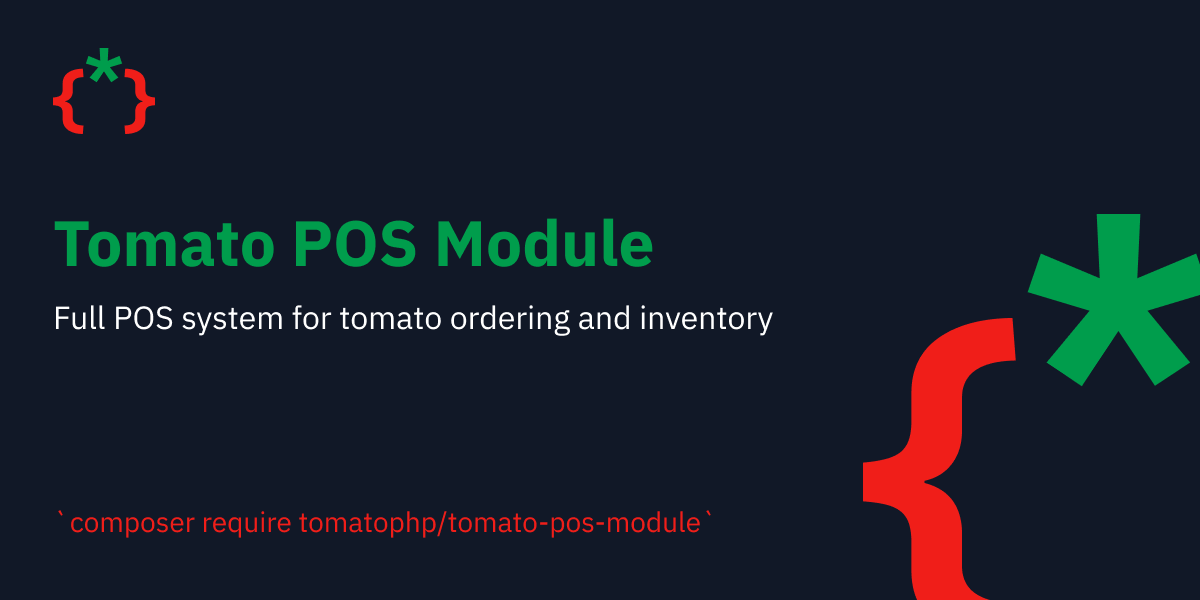 {*}
Tomato POS Module
Full POS system for tomato ordering and inventory
`composer require tomatophp/tomato-pos-module`
{*